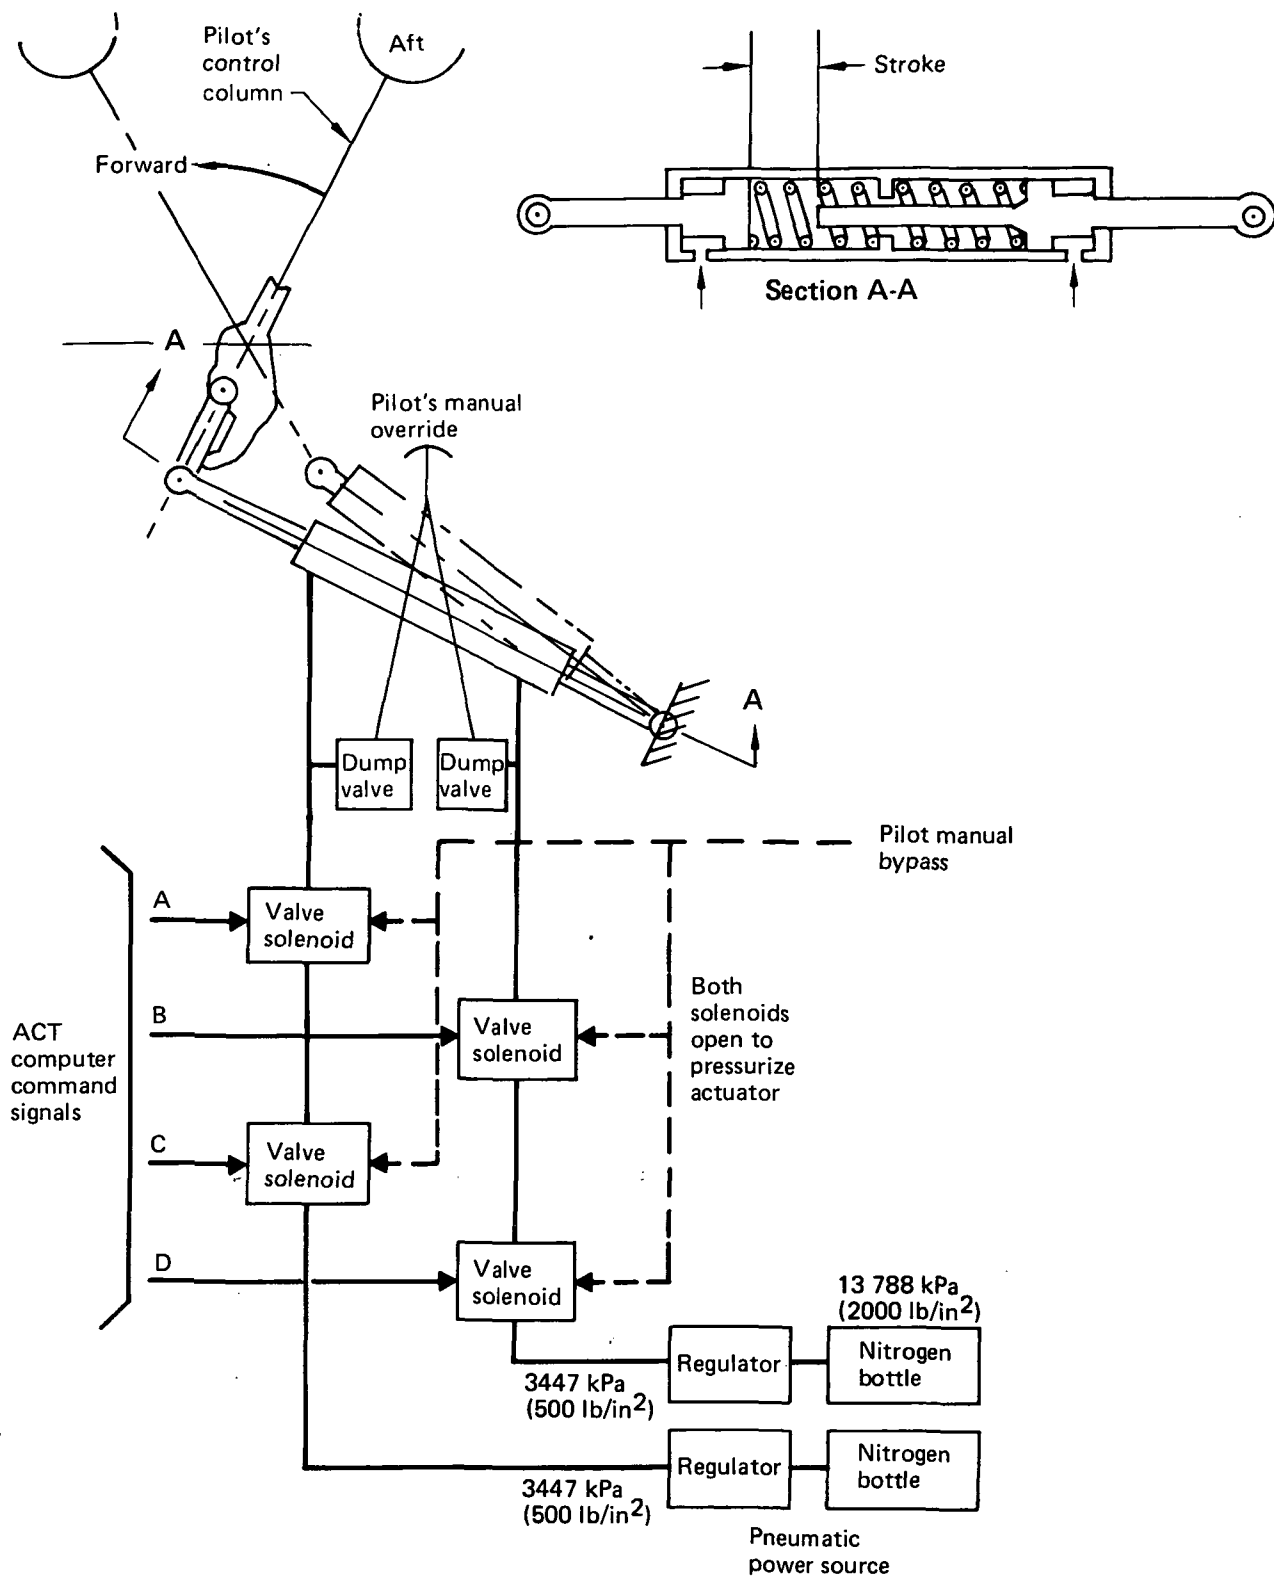 Pilot's
control
column
Aft
Stroke
Forward
Section A-A
A
Pilot's manual
override
A
Dump
valve
Dump
valve
Pilot manual
bypass
A
Valve
solenoid
B
Valve
solenoid
Both
solenoids
open to
pressurize
actuator
ACT
computer
command
signals
C
Valve
solenoid
D
Valve
solenoid
13 788 kPa
(2000 lb/in2)
Regulator
Nitrogen
bottle
3447 kPa
(500 lb/in2)
Regulator
Nitrogen
bottle
3447 kPa
(500 lb/in2)
Pneumatic
power source